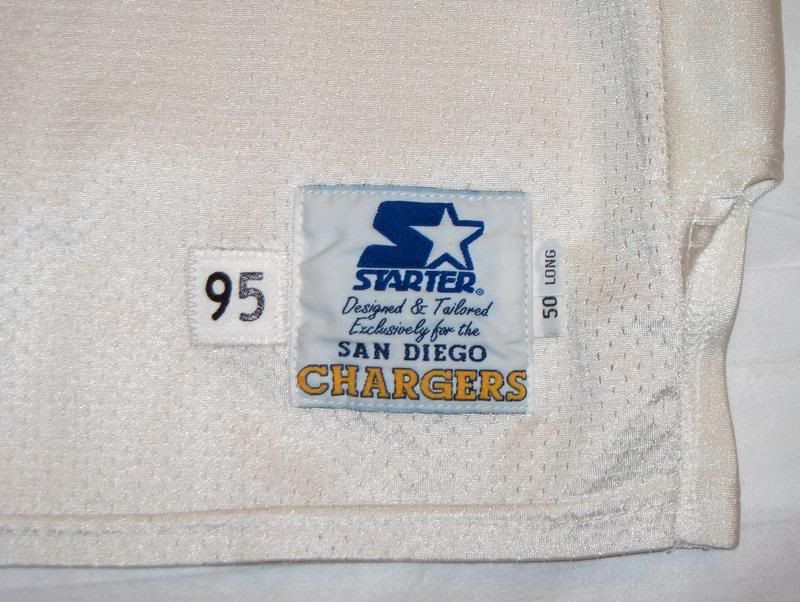 95
STARTER®
Designed & Tailored
Exclusively for the
SAN DIEGO
CHARGERS
50 LONG